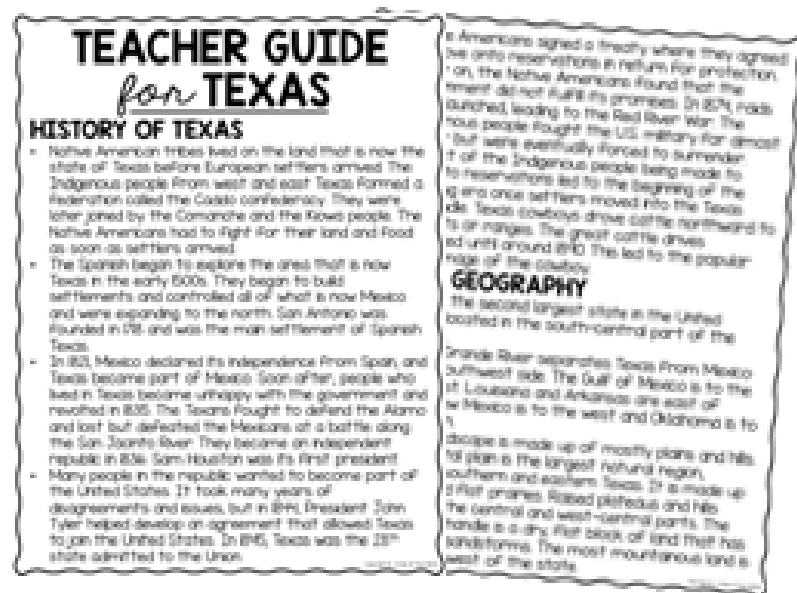 TEACHER GUIDE
for TEXAS
HISTORY OF TEXAS
• Native American tribes lived on the land that is now the
state of Texas before European settlers arrived. The
Indigenous people from west and east Texas formed a
federation called the Caddo confederacy. They were
later joined by the Comanche and the Kiowa people. The
Native Americans had to fight for their land and food
as soon as settlers arrived.
• The Spanish began to explore the area that is now
Texas in the early 1500s. They began to build
settlements and controlled all of what is now Mexico
and were expanding to the north. San Antonio was
founded in 1718 and was the main settlement of Spanish
Texas.
• In 1821, Mexico declared its independence from Spain, and
Texas became part of Mexico. Soon after, people who
lived in Texas became unhappy with the government and
revolted in 1835. The Texans fought to defend the Alamo
and lost but defeated the Mexicans at a battle along
the San Jacinto River. They became an independent
republic in 1836. Sam Houston was its first president.
• Many people in the republic wanted to become part of
the United States. It took many years of
disagreements and issues, but in 1844, President John
Tyler helped develop an agreement that allowed Texas
to join the United States. In 1845, Texas was the 28th
state admitted to the Union.
e Americans signed a treaty where they agreed
ove onto reservations in return for protection.
on, the Native Americans found that the
ernment did not fulfill its promises. In 1874, raids
launched, leading to the Red River War. The
nous people fought the U.S. military for almost
but were eventually forced to surrender.
t of the Indigenous people being made to
to reservations led to the beginning of the
g era once settlers moved into the Texas
dle. Texas cowboys drove cattle northward to
ts or ranges. The great cattle drives
ed until around 1890. This led to the popular
mage of the cowboy.
GEOGRAPHY
the second largest state in the United
located in the south-central part of the
Grande River separates Texas from Mexico
outhwest side. The Gulf of Mexico is to the
st. Louisiana and Arkansas are east of
w Mexico is to the west and Oklahoma is to
h.
dscape is made up of mostly plains and hills.
tal plain is the largest natural region,
outhern and eastern Texas. It is made up
d flat prairies. Raised plateaus and hills
the central and west-central parts. The
handle is a dry, flat block of land that has
sandstorms. The most mountainous land is
west of the state.